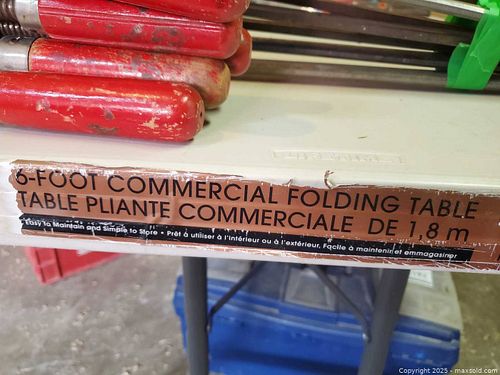 6-FOOT COMMERCIAL FOLDING TABLE
TABLE PLIANTE COMMERCIALE DE 1,8 m
Easy to Maintain and Simple to Store • Prêt à utiliser à l'intérieur ou à l'extérieur, Facile à maintenir et emmagasiner
Copyright 2025 - maxsold.com